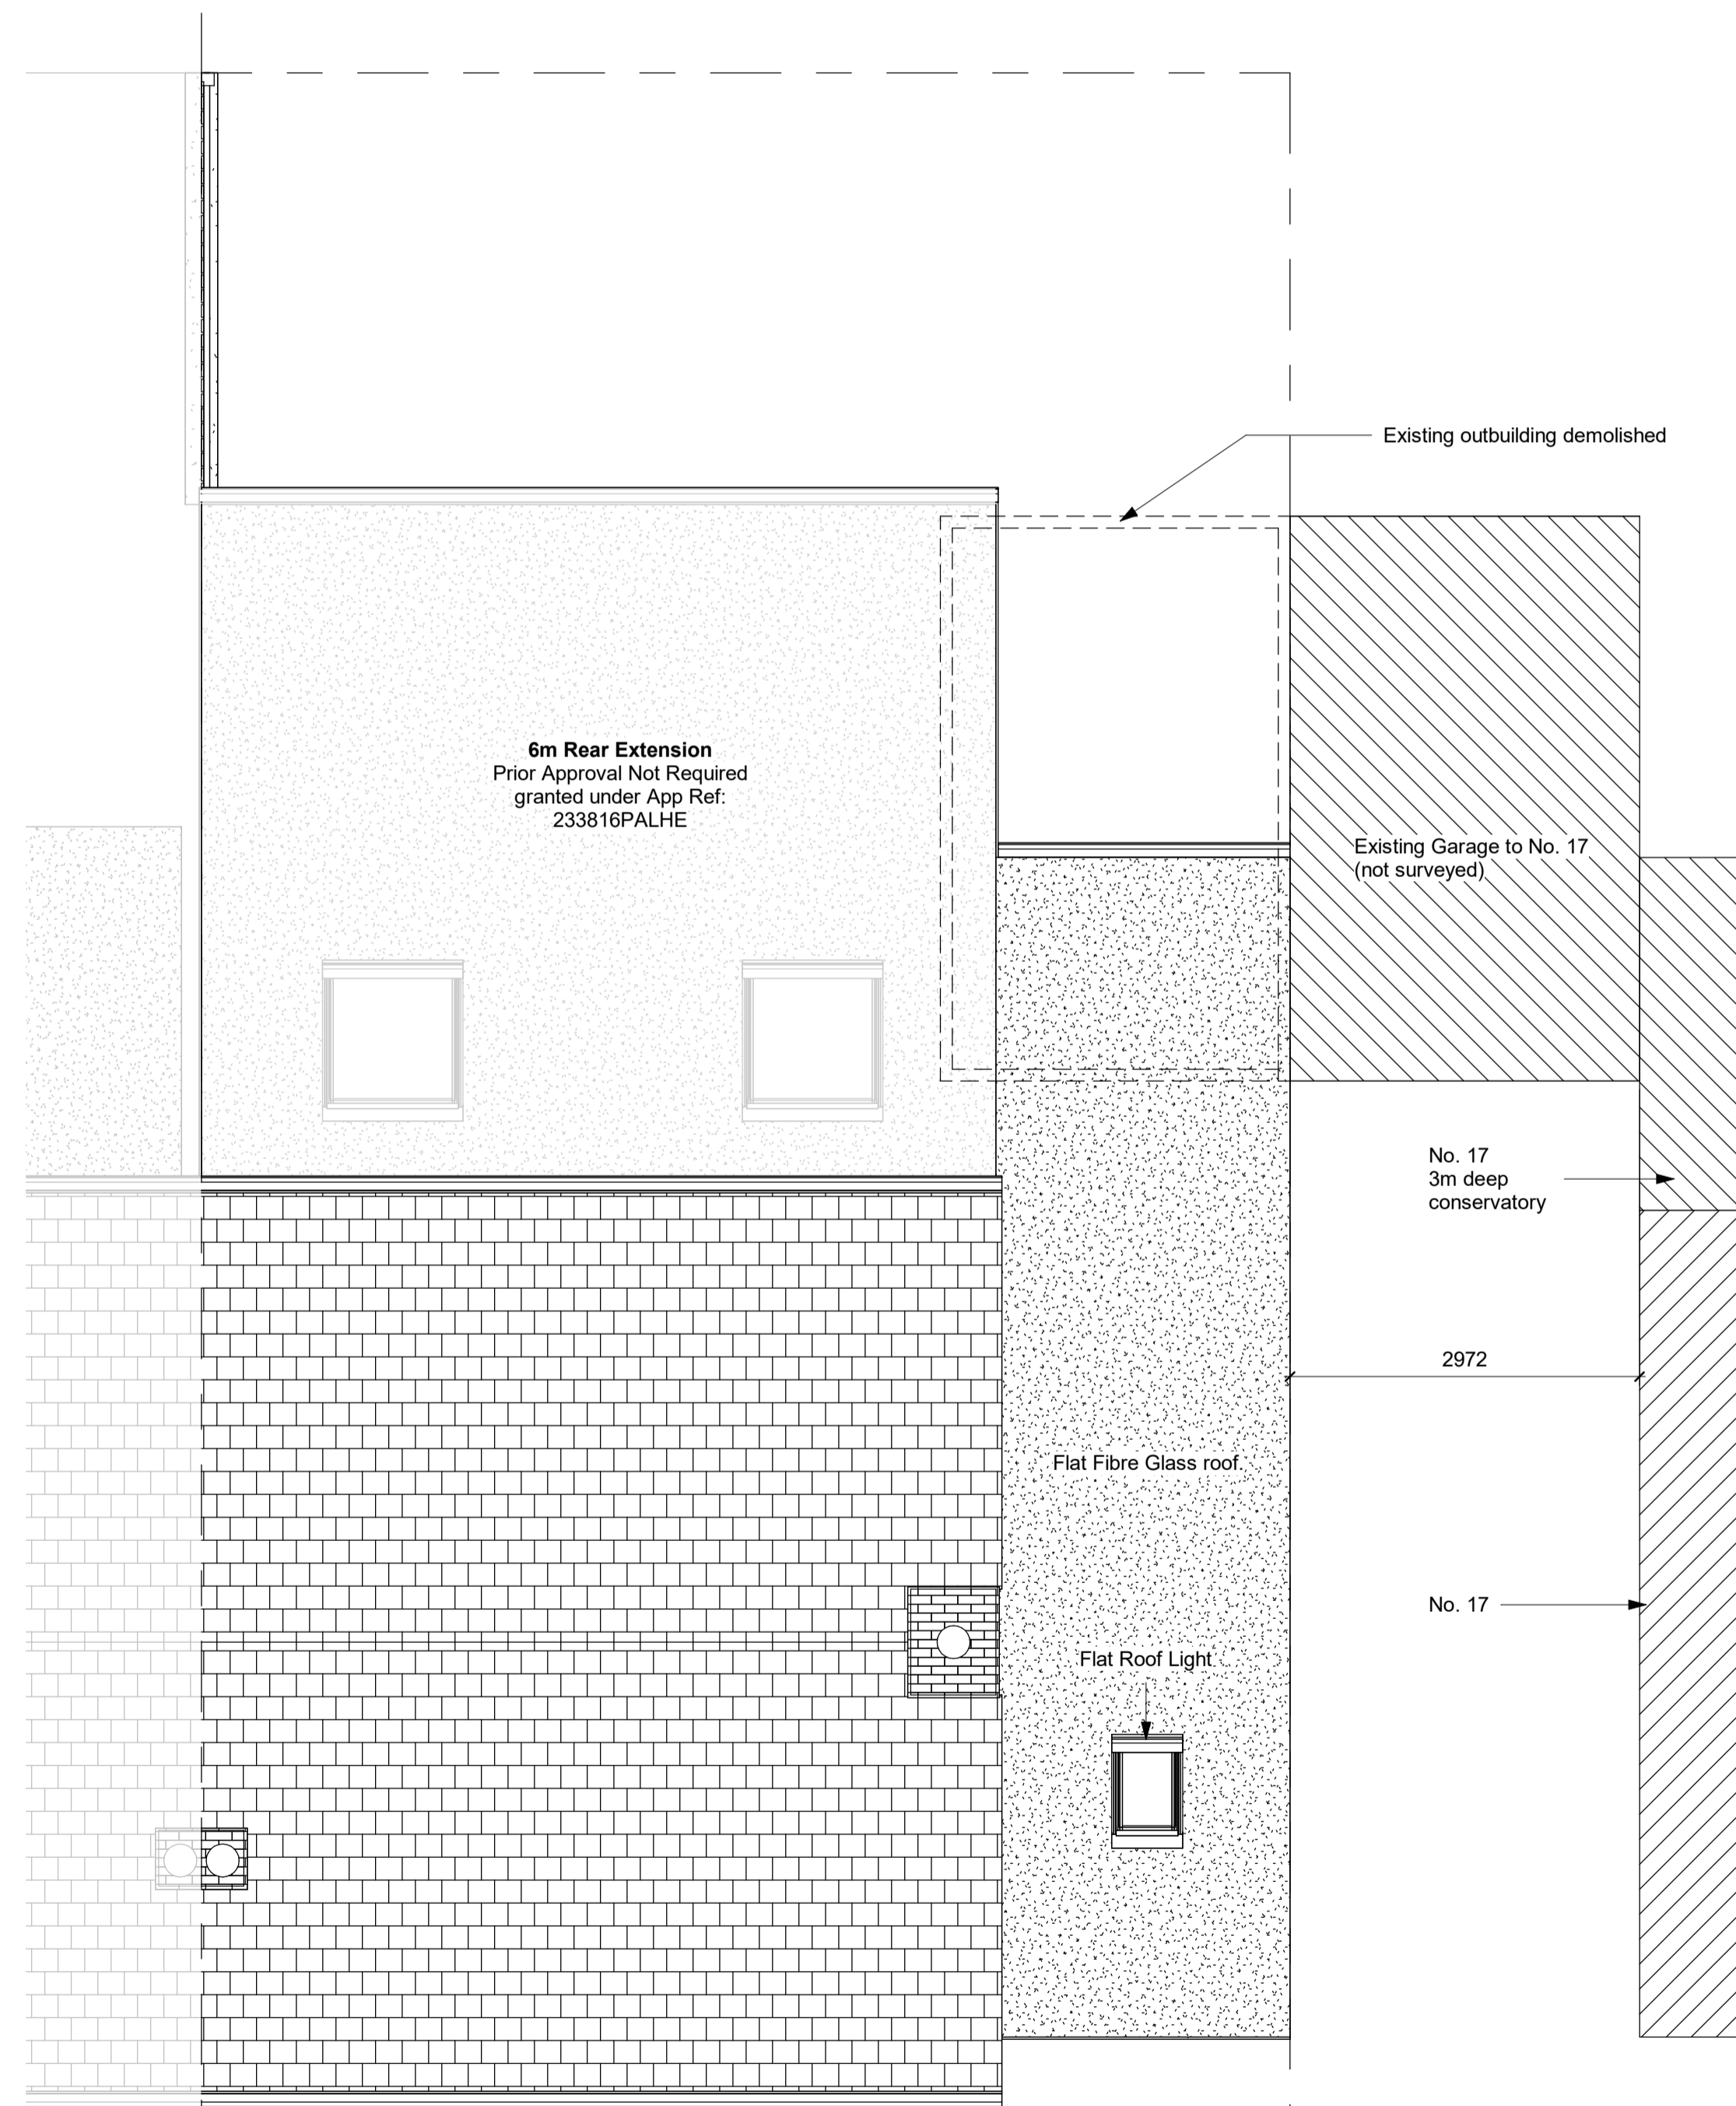 Existing outbuilding demolished
6m Rear Extension
Prior Approval Not Required
granted under App Ref:
233816PALHE
Existing Garage to No. 17
(not surveyed)
No. 17
3m deep
conservatory
2972
Flat Fibre Glass roof.
No. 17
Flat Roof Light